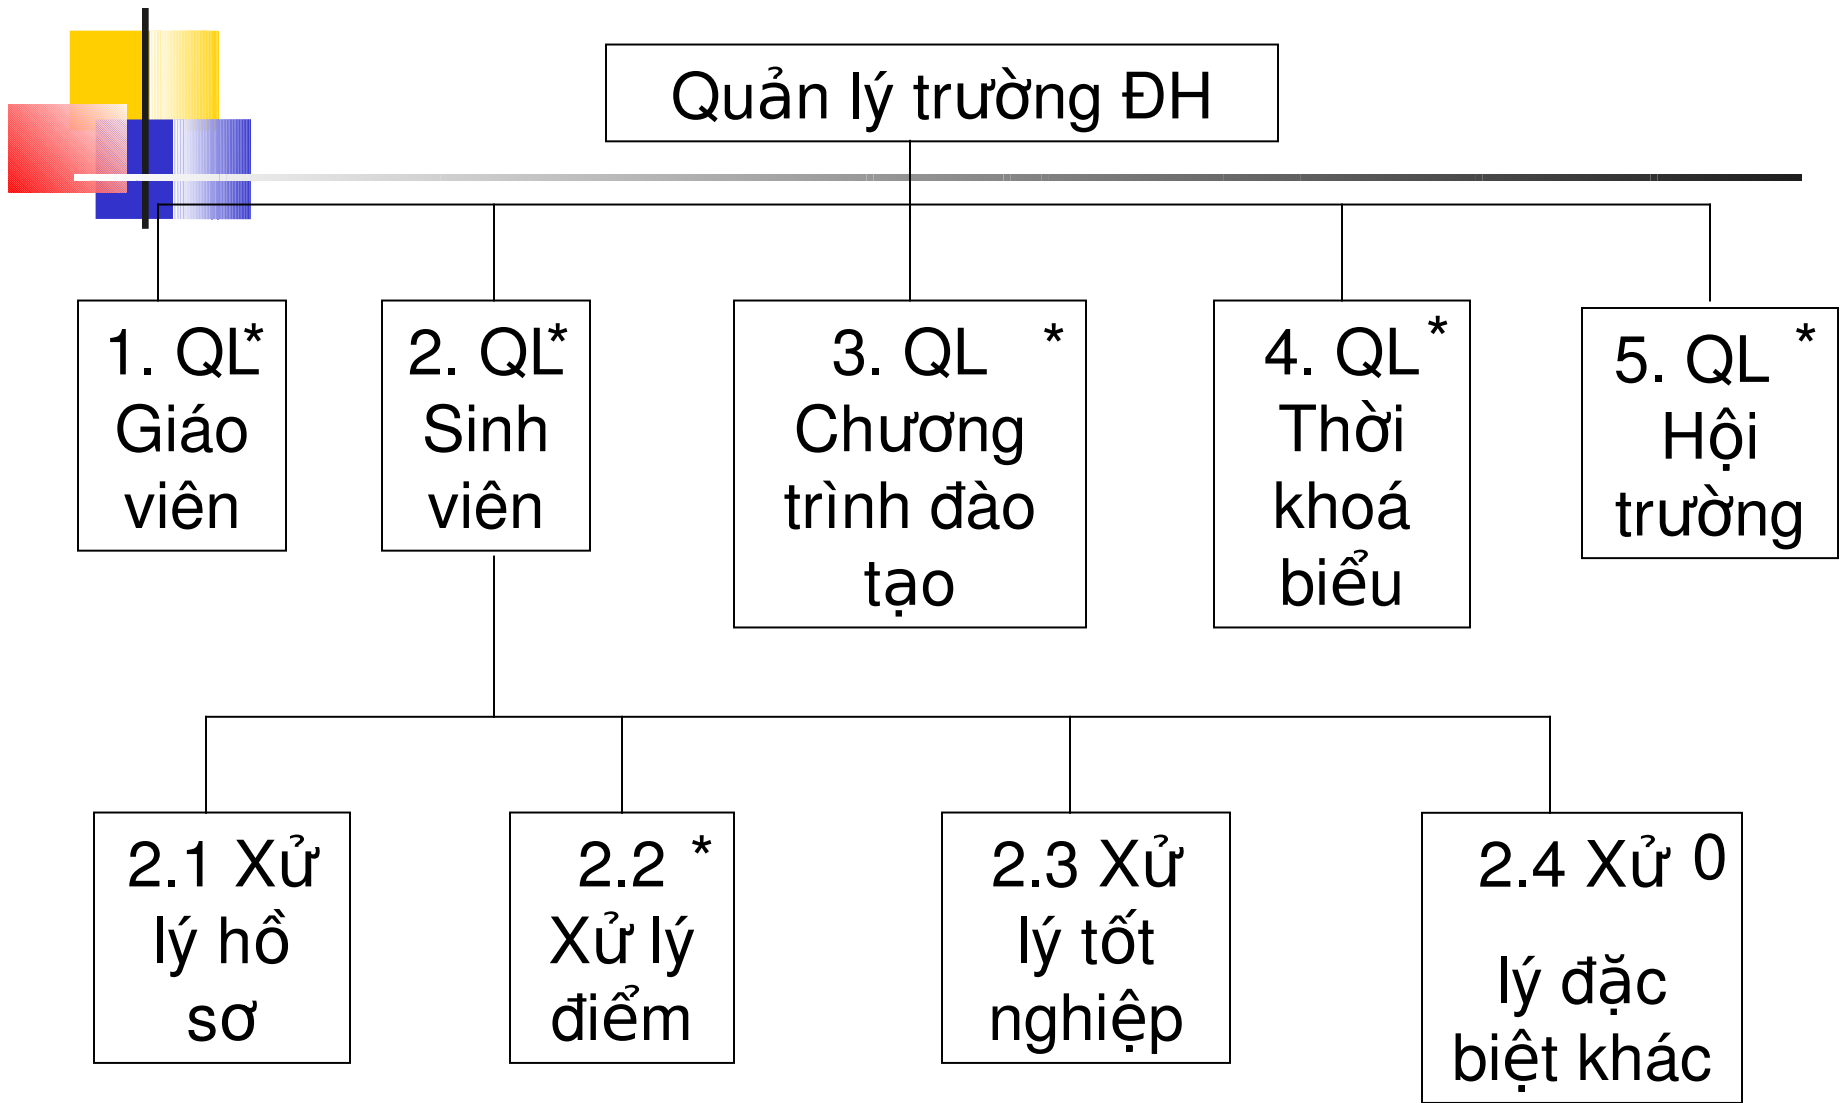 Quản lý trường ĐH
1. QL*
Giáo
viên
2. QL*
Sinh
viên
3. QL *
Chương
trình đào
tạo
4. QL *
Thời
khoá
biểu
5. QL *
Hội
trường
2.1 Xử
lý hồ
sơ
2.2 *
Xử lý
điểm
2.3 Xử
lý tốt
nghiệp
2.4 Xử 0
lý đặc
biệt khác